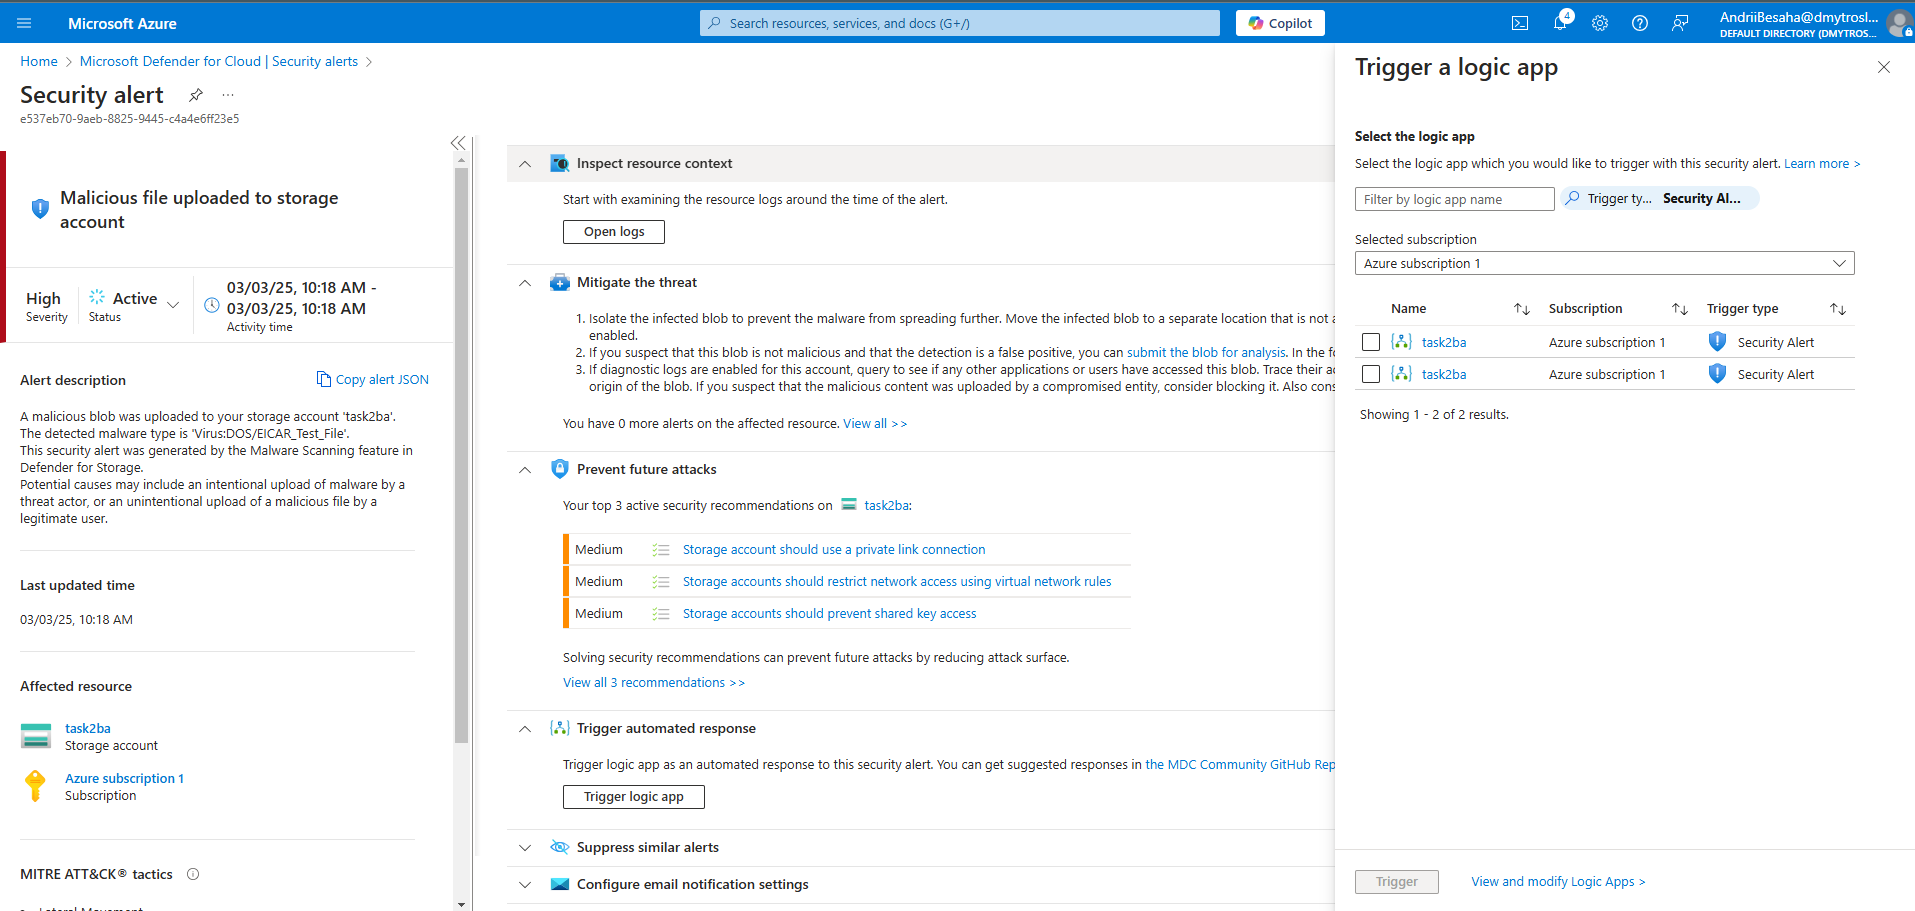 Microsoft Azure
Search resources, services, and docs (G+/)
Copilot
4
AndriiBesaha@dmytrosl...
DEFAULT DIRECTORY (DMYTROS...
Home > Microsoft Defender for Cloud | Security alerts >
Security alert
...
e537eb70-9aeb-8825-9445-c4a4e6ff23e5
Malicious file uploaded to storage
account
High
Severity
Active
Status
03/03/25, 10:18 AM -
03/03/25, 10:18 AM
Activity time
Alert description
Copy alert JSON
A malicious blob was uploaded to your storage account 'task2ba'.
The detected malware type is 'Virus:DOS/EICAR_Test_File'.
This security alert was generated by the Malware Scanning feature in
Defender for Storage.
Potential causes may include an intentional upload of malware by a
threat actor, or an unintentional upload of a malicious file by a
legitimate user.
Last updated time
03/03/25, 10:18 AM
Affected resource
task2ba
Storage account
Azure subscription 1
Subscription
MITRE ATT&CK® tactics
Lateral Movement
Inspect resource context
Start with examining the resource logs around the time of the alert.
Open logs
Mitigate the threat
1. Isolate the infected blob to prevent the malware from spreading further. Move the infected blob to a separate location that is not a
enabled.
2. If you suspect that this blob is not malicious and that the detection is a false positive, you can submit the blob for analysis. In the fo
3. If diagnostic logs are enabled for this account, query to see if any other applications or users have accessed this blob. Trace their ac
origin of the blob. If you suspect that the malicious content was uploaded by a compromised entity, consider blocking it. Also cons
You have 0 more alerts on the affected resource. View all >>
Prevent future attacks
Your top 3 active security recommendations on task2ba:
Medium Storage account should use a private link connection
Medium Storage accounts should restrict network access using virtual network rules
Medium Storage accounts should prevent shared key access
Solving security recommendations can prevent future attacks by reducing attack surface.
View all 3 recommendations >>
Trigger automated response
Trigger logic app as an automated response to this security alert. You can get suggested responses in the MDC Community GitHub Rep
Trigger logic app
Suppress similar alerts
Configure email notification settings
Trigger a logic app
Select the logic app
Select the logic app which you would like to trigger with this security alert. Learn more >
Filter by logic app name
Trigger ty... Security Al...
Selected subscription
Azure subscription 1
Name Subscription Trigger type
task2ba Azure subscription 1 Security Alert
task2ba Azure subscription 1 Security Alert
Showing 1 - 2 of 2 results.
Trigger
View and modify Logic Apps >